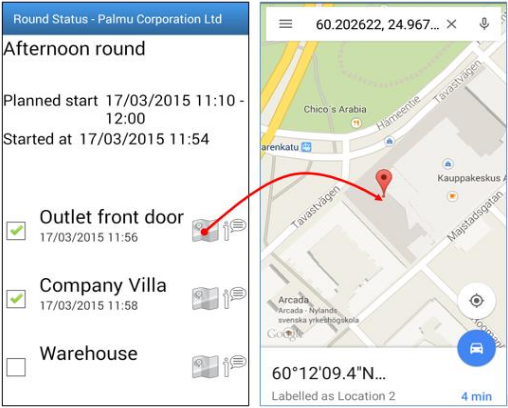 Round Status - Palmu Corporation Ltd
Afternoon round
Planned start 17/03/2015 11:10 -
12:00
Started at 17/03/2015 11:54
Outlet front door
17/03/2015 11:56
Company Villa
17/03/2015 11:58
Warehouse
60.202622, 24.967...
Tavastvägen
Chico's Arabia
Hämeentie
arenkatu
Kauppakeskus A
Tavastvägen
Majstadsgatan
Arcada
Arcada - Nylands
svenska yrkeshögskola
Google
60°12'09.4"N...
Labelled as Location 2
4 min